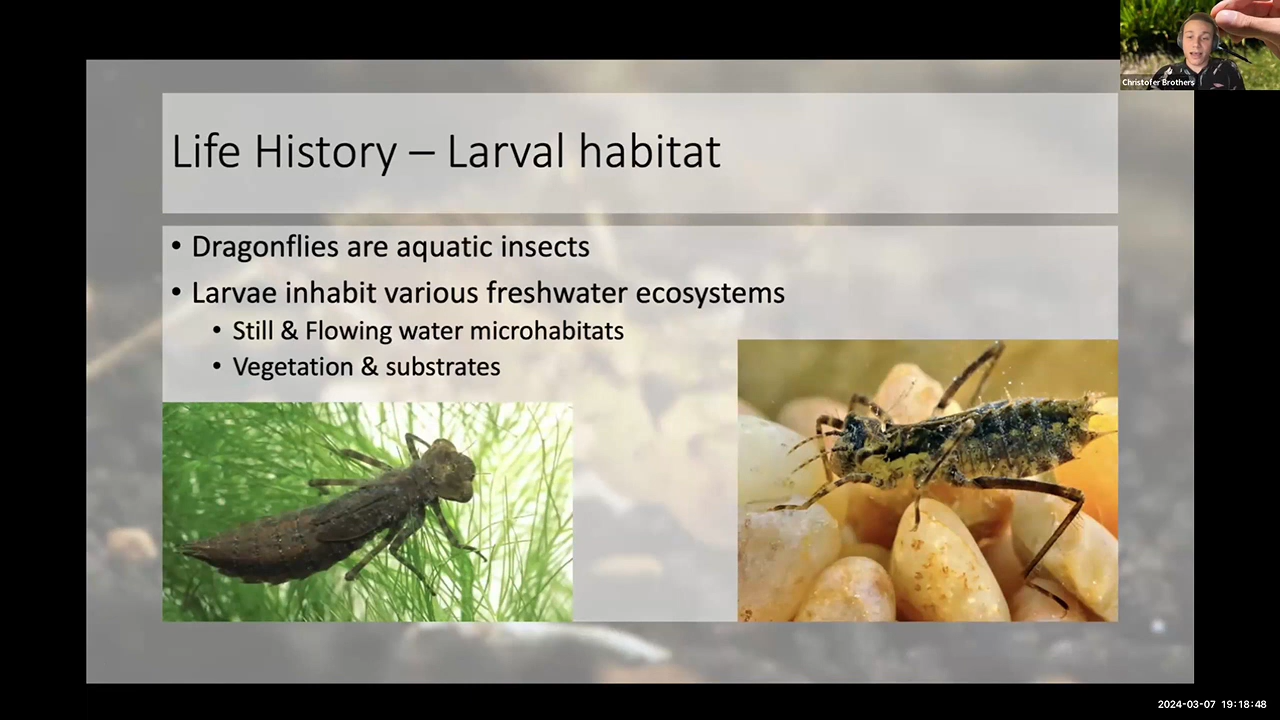 Christofer Brothers
Life History – Larval habitat
• Dragonflies are aquatic insects
• Larvae inhabit various freshwater ecosystems
• Still & Flowing water microhabitats
• Vegetation & substrates
2024-03-07 19:18:48